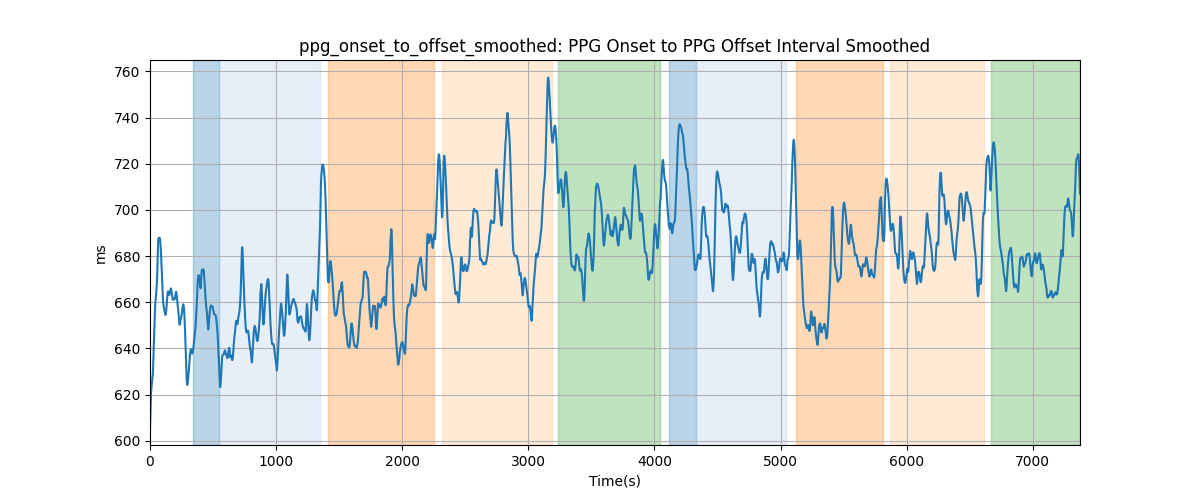 ppg_onset_to_offset_smoothed: PPG Onset to PPG Offset Interval Smoothed
760
740
720
700
680
660
640
620
600
ms
0 1000 2000 3000 4000 5000 6000 7000
Time(s)